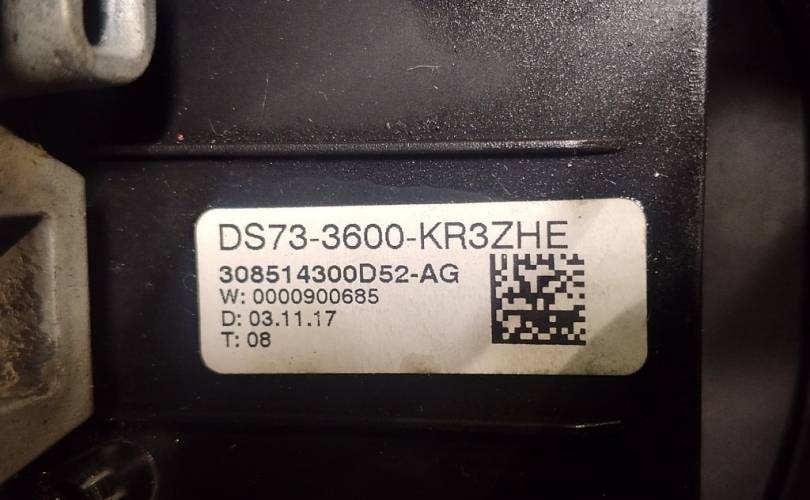 DS73-3600-KR3ZHE
308514300D52-AG
W: 0000900685
D: 03.11.17
T: 08